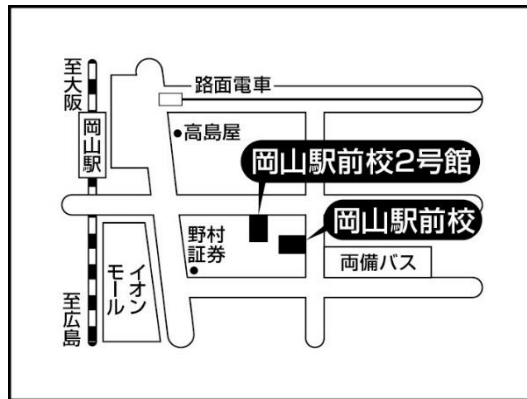 至大阪
路面電車
岡山駅
高島屋
岡山駅前校2号館
岡山駅前校
野村
証券
両備バス
イオン
モール
至広島